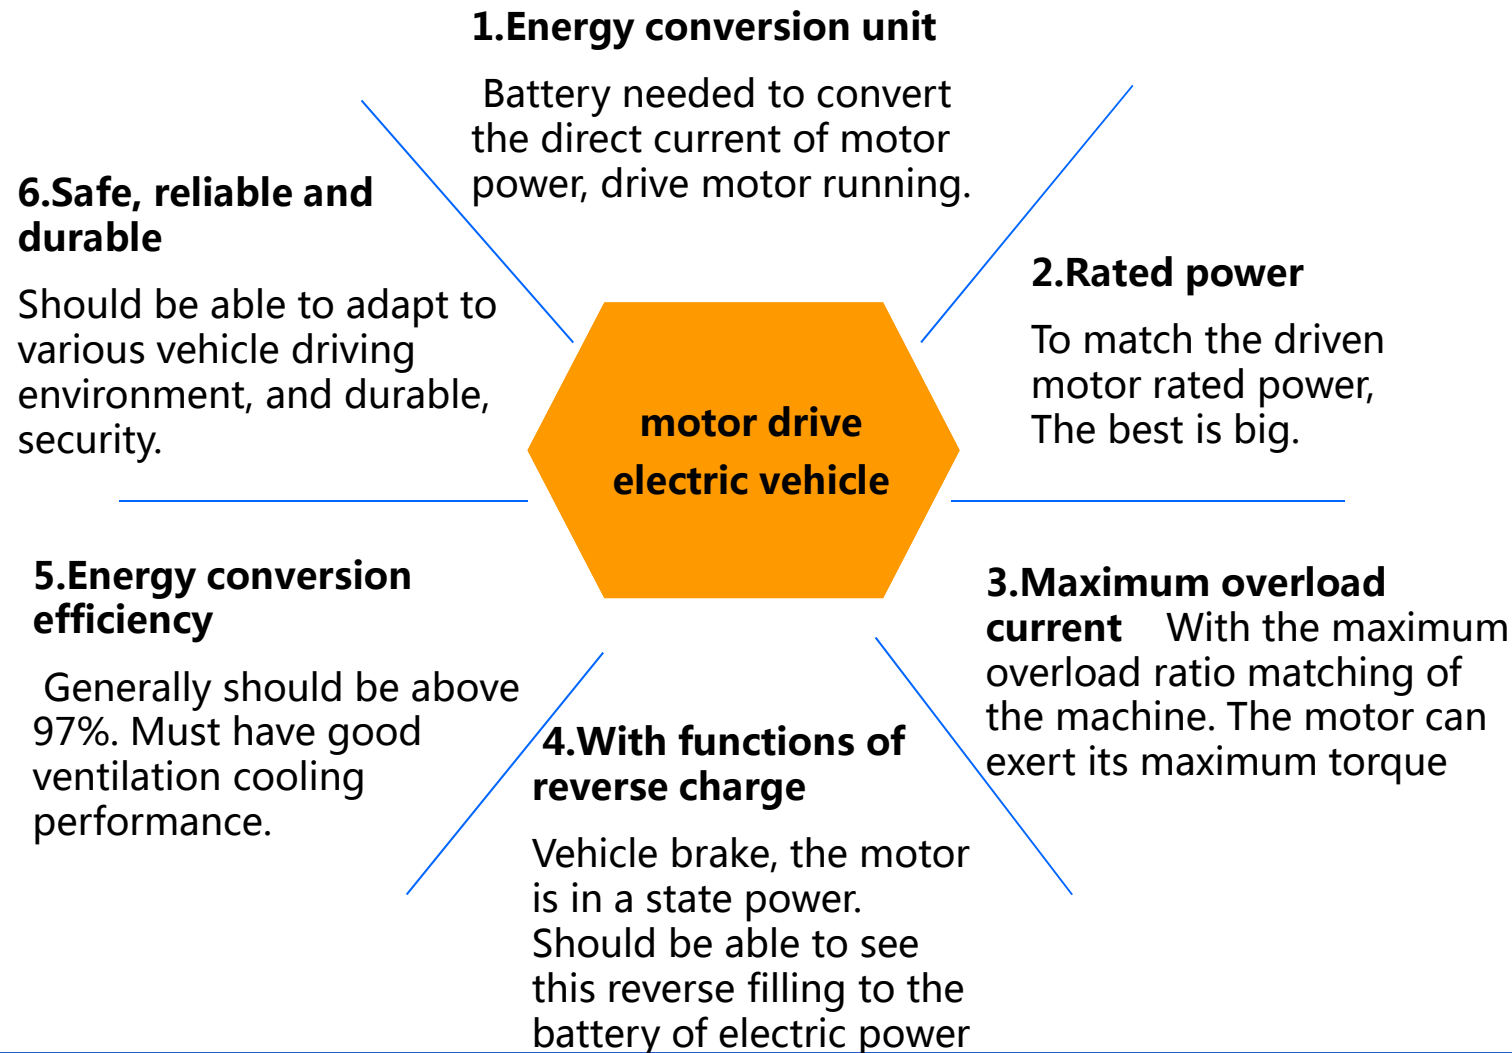 1.Energy conversion unit
Battery needed to convert
the direct current of motor
power, drive motor running.
2.Rated power
To match the driven
motor rated power,
The best is big.
3.Maximum overload
current With the maximum
overload ratio matching of
the machine. The motor can
exert its maximum torque
4.With functions of
reverse charge
Vehicle brake, the motor
is in a state power.
Should be able to see
this reverse filling to the
battery of electric power
5.Energy conversion
efficiency
Generally should be above
97%. Must have good
ventilation cooling
performance.
6.Safe, reliable and
durable
Should be able to adapt to
various vehicle driving
environment, and durable,
security.
motor drive
electric vehicle